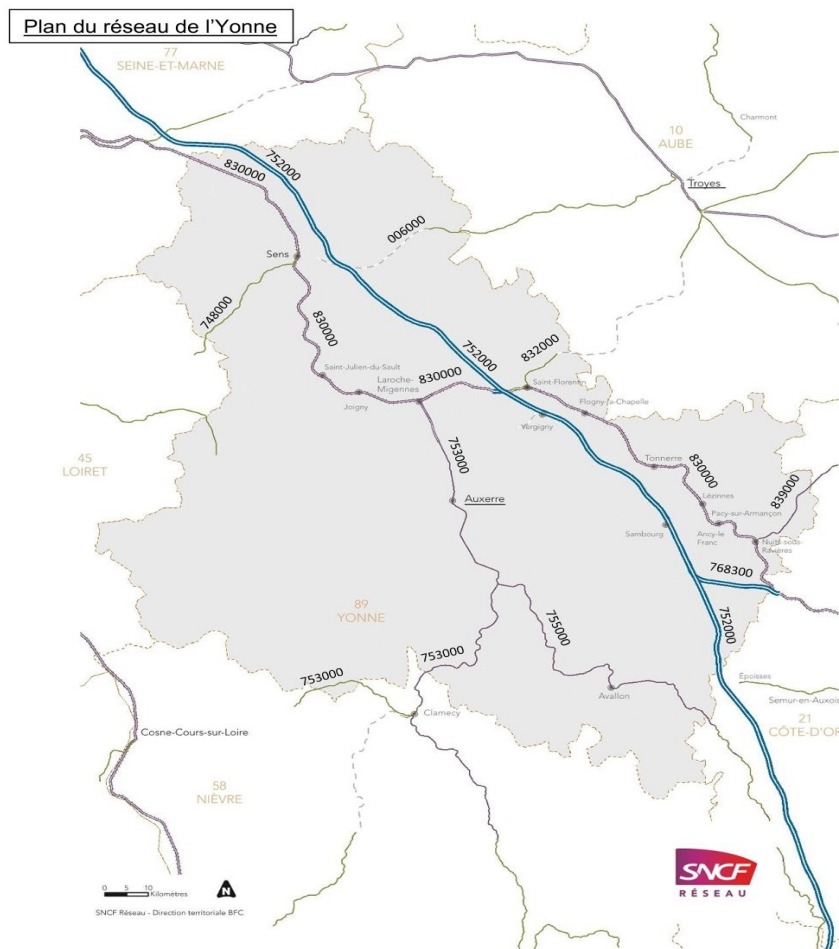 Plan du réseau de l'Yonne
77
SEINE-ET-MARNE
Charmont
10
AUBE
Troyes
830000
752000
006000
Sens
748000
830000
752000
832000
Saint-Julien du Sault
Laroche-
Migennes
830000
Saint-Florentin
Joigny
Flogny-la-Chapelle
Vergigny
45
LOIRET
753000
Tonnerre
830000
839000
Lézinnes
Auxerre
Pacy-sur-Armançon
Sambourg
Ancy-le
Franc
Nuits-sous-
Ravières
768300
89
YONNE
755000
752000
753000
753000
Avallon
Époisses
Semur-en-Auxois
Clamecy
21
CÔTE-D'OR
Cosne-Cours-sur-Loire
58
NIÈVRE
SNCF
RÉSEAU
0 5 10
Kilomètres
N
SNCF Réseau - Direction territoriale BFC